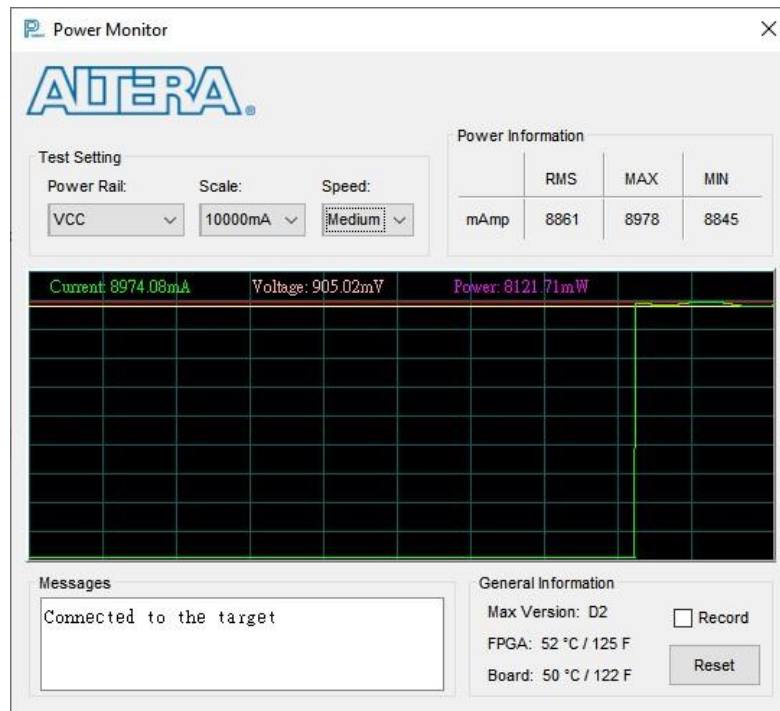 Power Monitor
ALTERA®
Test Setting
Power Rail: Scale: Speed:
VCC 10000mA Medium
Power Information
RMS MAX MIN
mAmp 8861 8978 8845
Current: 8974.08mA Voltage: 905.02mV Power: 8121.71mW
Messages
Connected to the target
General Information
Max Version: D2
FPGA: 52 °C / 125 F
Board: 50 °C / 122 F
Record
Reset